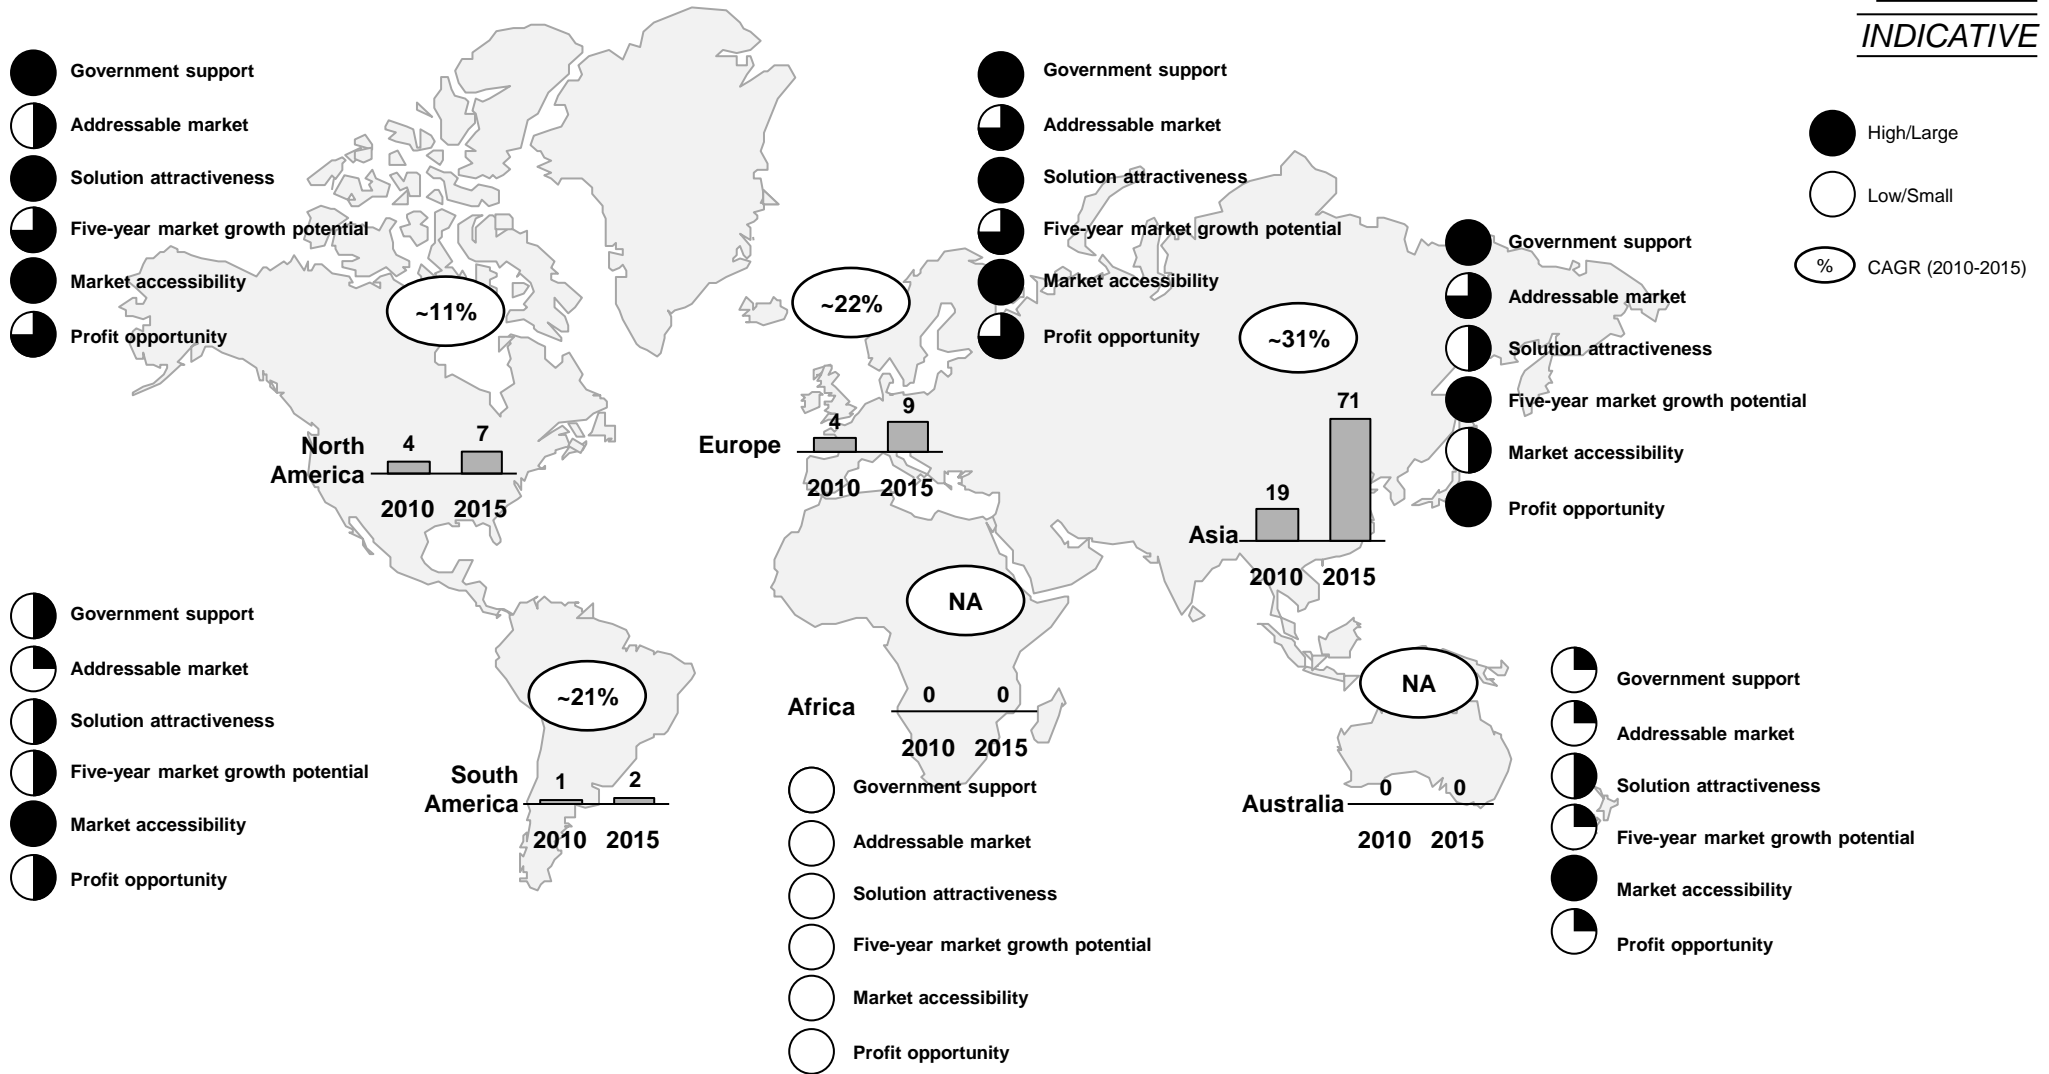 INDICATIVE
High/Large
Low/Small
% CAGR (2010-2015)
Government support
Addressable market
Solution attractiveness
Five-year market growth potential
Market accessibility
Profit opportunity
~11%
North
America
4 7
2010 2015
Government support
Addressable market
Solution attractiveness
Five-year market growth potential
Market accessibility
Profit opportunity
~22%
Europe
4 9
2010 2015
Government support
Addressable market
Solution attractiveness
Five-year market growth potential
Market accessibility
Profit opportunity
~31%
Asia
19 71
2010 2015
Government support
Addressable market
Solution attractiveness
Five-year market growth potential
Market accessibility
Profit opportunity
~21%
South
America
1 2
2010 2015
NA
Africa
0 0
2010 2015
Government support
Addressable market
Solution attractiveness
Five-year market growth potential
Market accessibility
Profit opportunity
NA
Australia
0 0
2010 2015
Government support
Addressable market
Solution attractiveness
Five-year market growth potential
Market accessibility
Profit opportunity